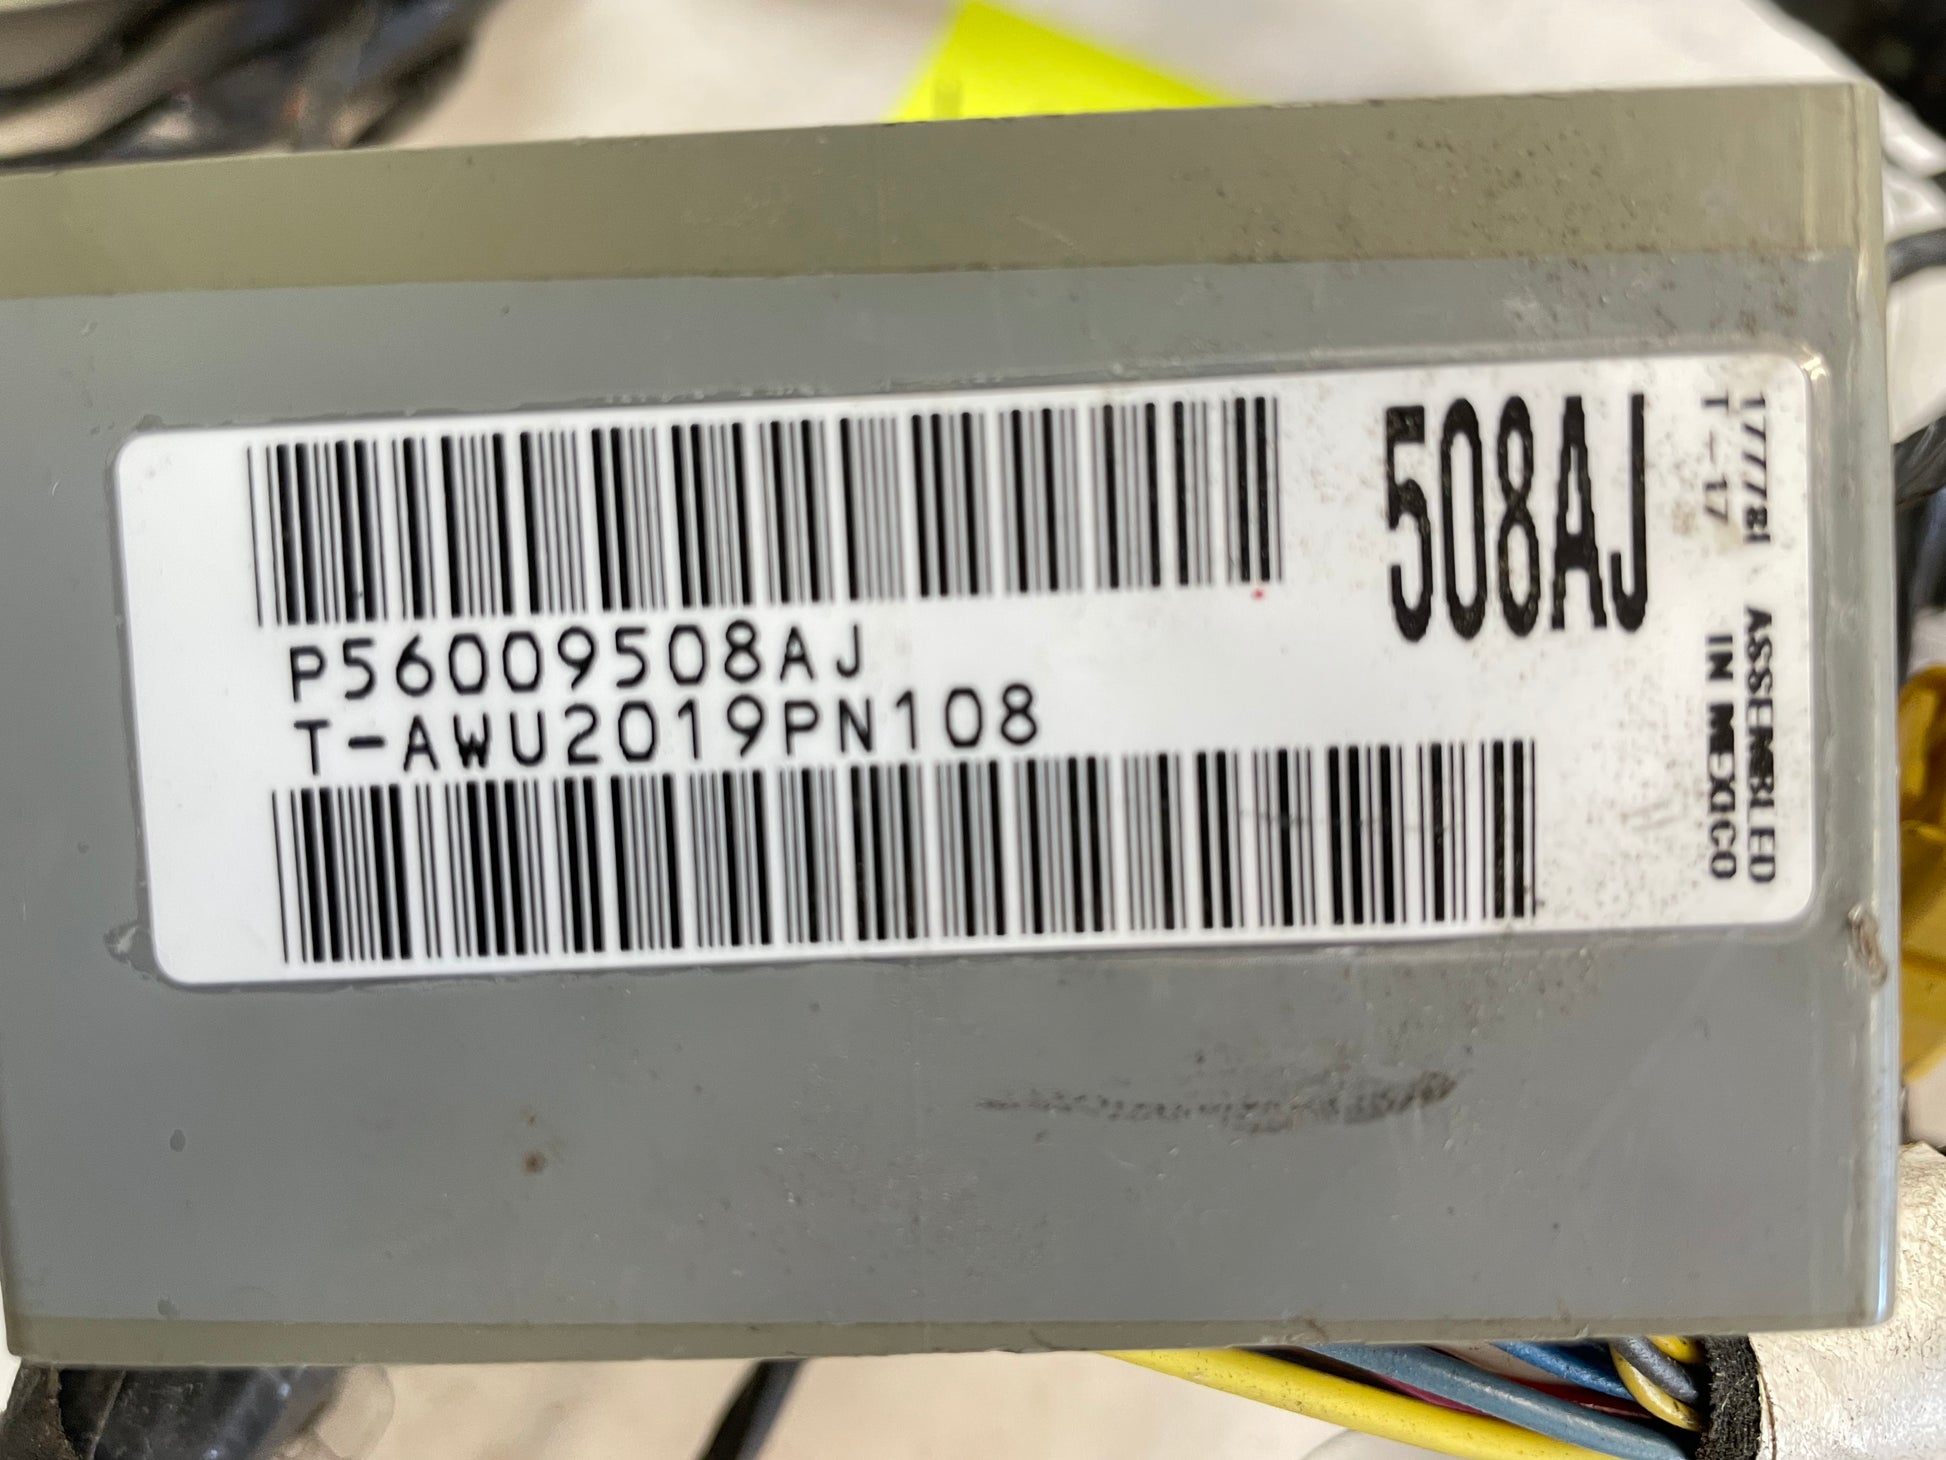 P56009508AJ
T-AWU2019PN108
508AJ
ASSEMBLED
IN MEXICO
T-17